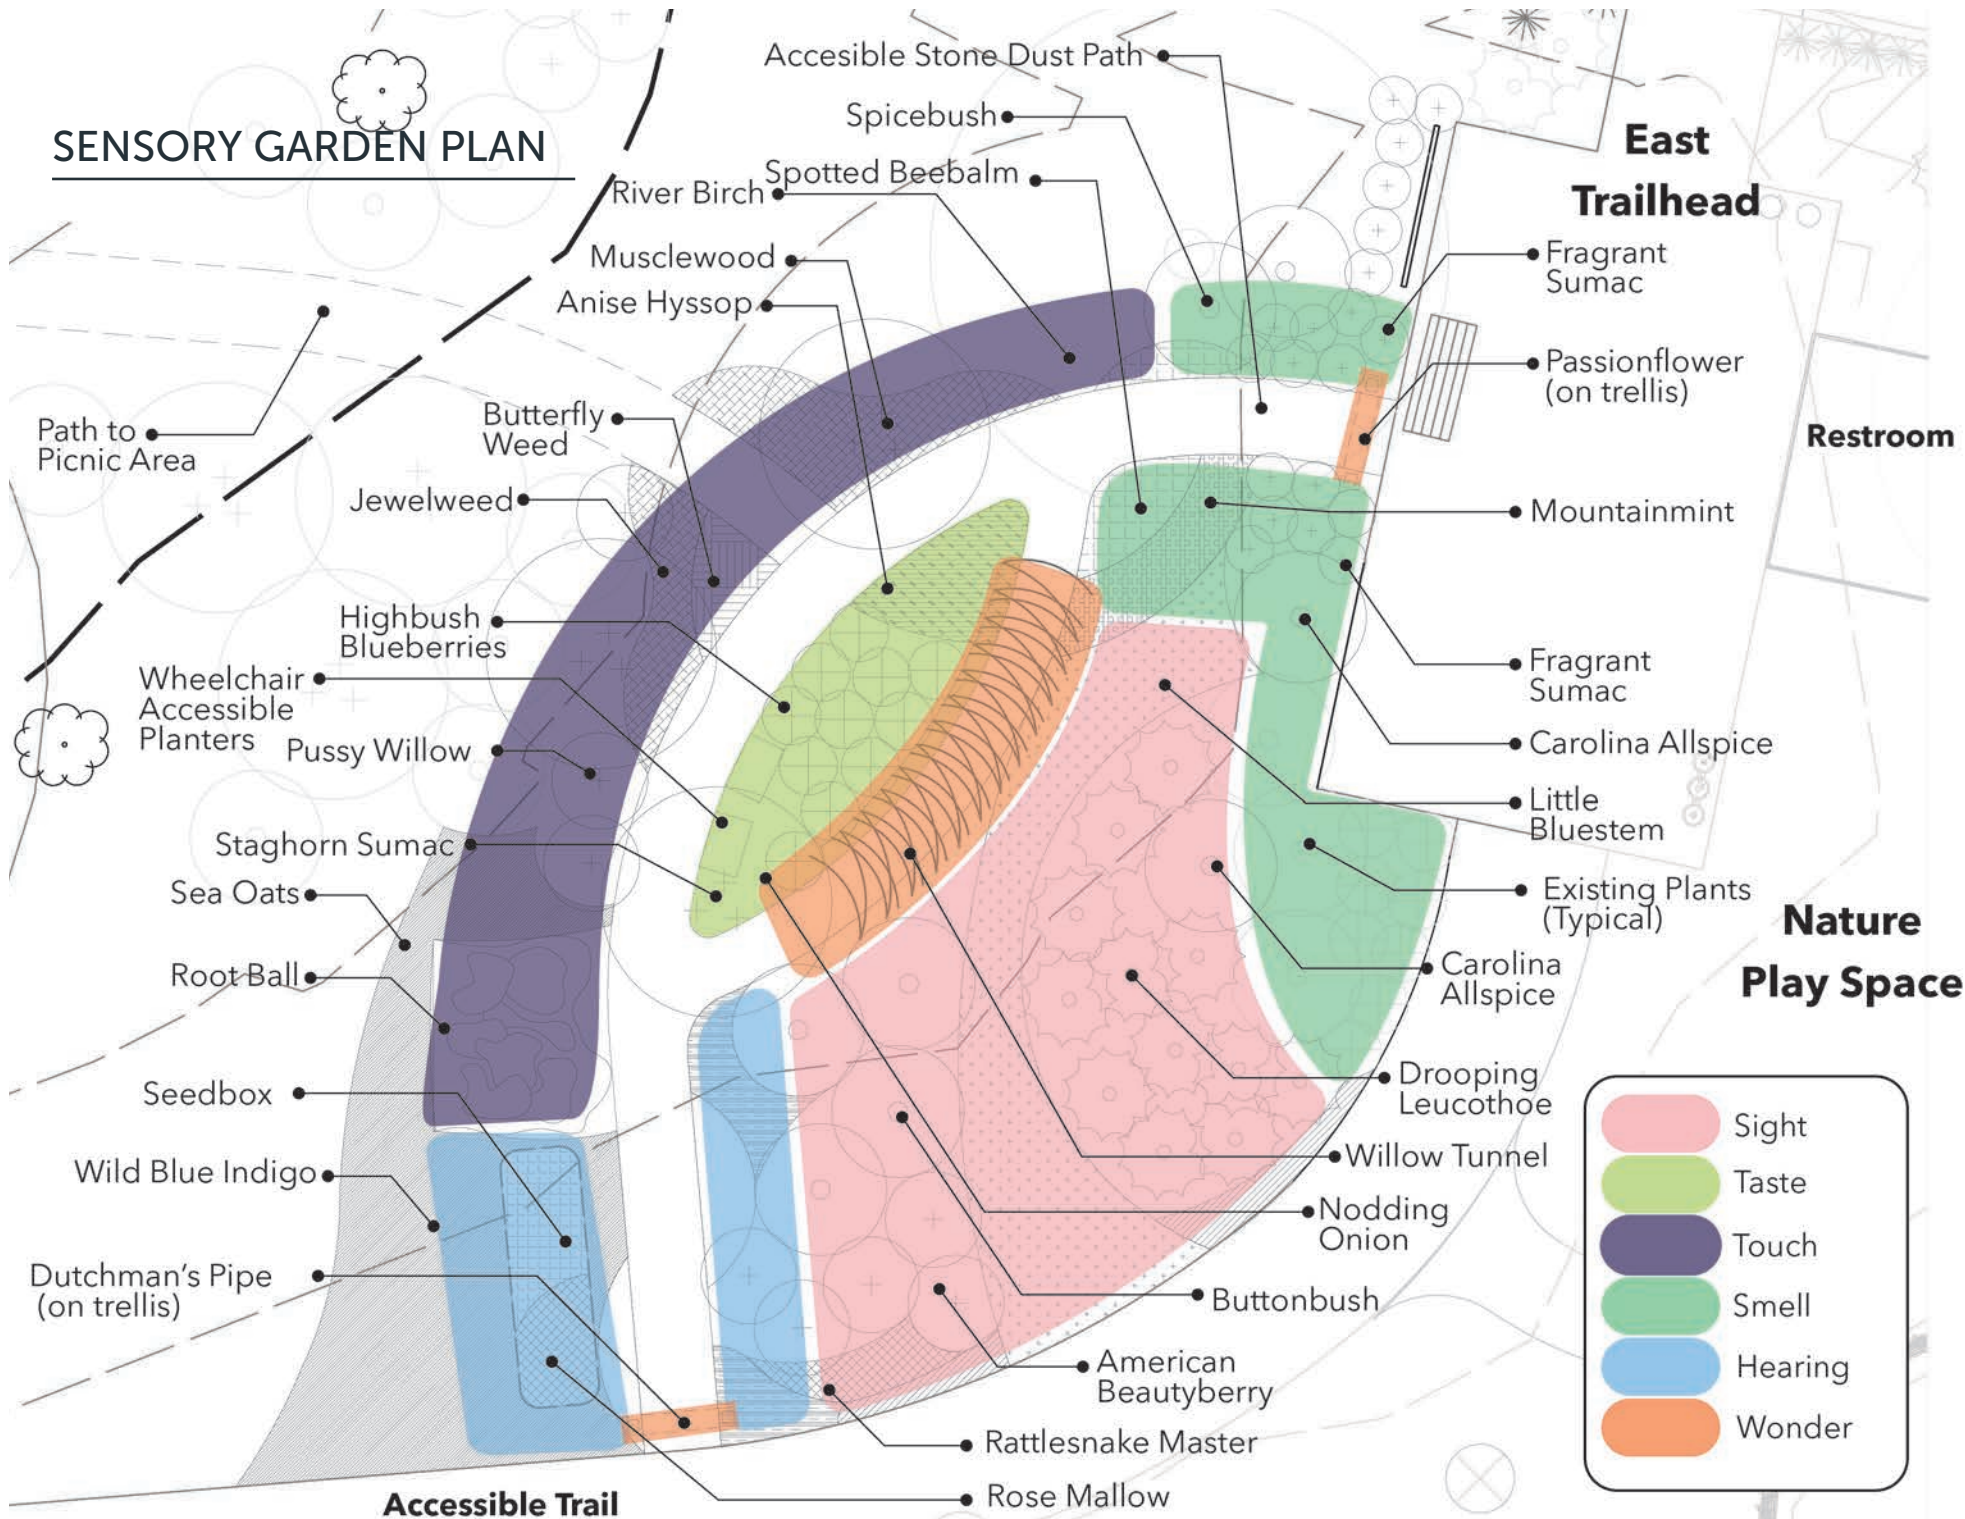 SENSORY GARDEN PLAN
Accesible Stone Dust Path
Spicebush
Spotted Beebalm
River Birch
Musclewood
Anise Hyssop
Path to
Picnic Area
Butterfly
Weed
Jewelweed
Highbush
Blueberries
Wheelchair
Accessible
Planters
Pussy Willow
Staghorn Sumac
Sea Oats
Root Ball
Seedbox
Wild Blue Indigo
Dutchman's Pipe
(on trellis)
Accessible Trail
East
Trailhead
Fragrant
Sumac
Passionflower
(on trellis)
Restroom
Mountainmint
Fragrant
Sumac
Carolina Allspice
Little
Bluestem
Existing Plants
(Typical)
Nature
Play Space
Carolina
Allspice
Drooping
Leucothoe
Willow Tunnel
Nodding
Onion
Buttonbush
American
Beautyberry
Rattlesnake Master
Rose Mallow
Sight
Taste
Touch
Smell
Hearing
Wonder